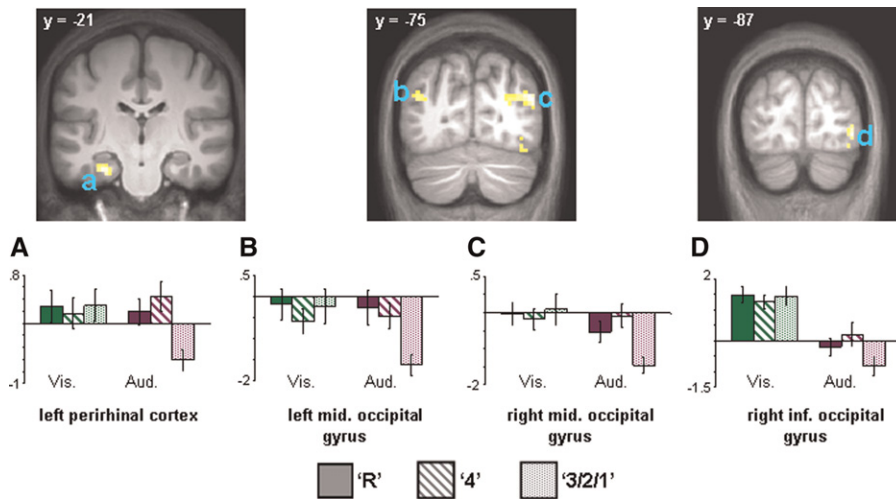 y = -21
y = -75
y = -87
a
b
c
d
A
B
C
D
.8
-1
Vis.
Aud.
left perirhinal cortex
.5
-2
Vis.
Aud.
left mid. occipital
gyrus
.5
-2
Vis.
Aud.
right mid. occipital
gyrus
2
-1.5
Vis.
Aud.
right inf. occipital
gyrus
'R'
'4'
'3/2/1'